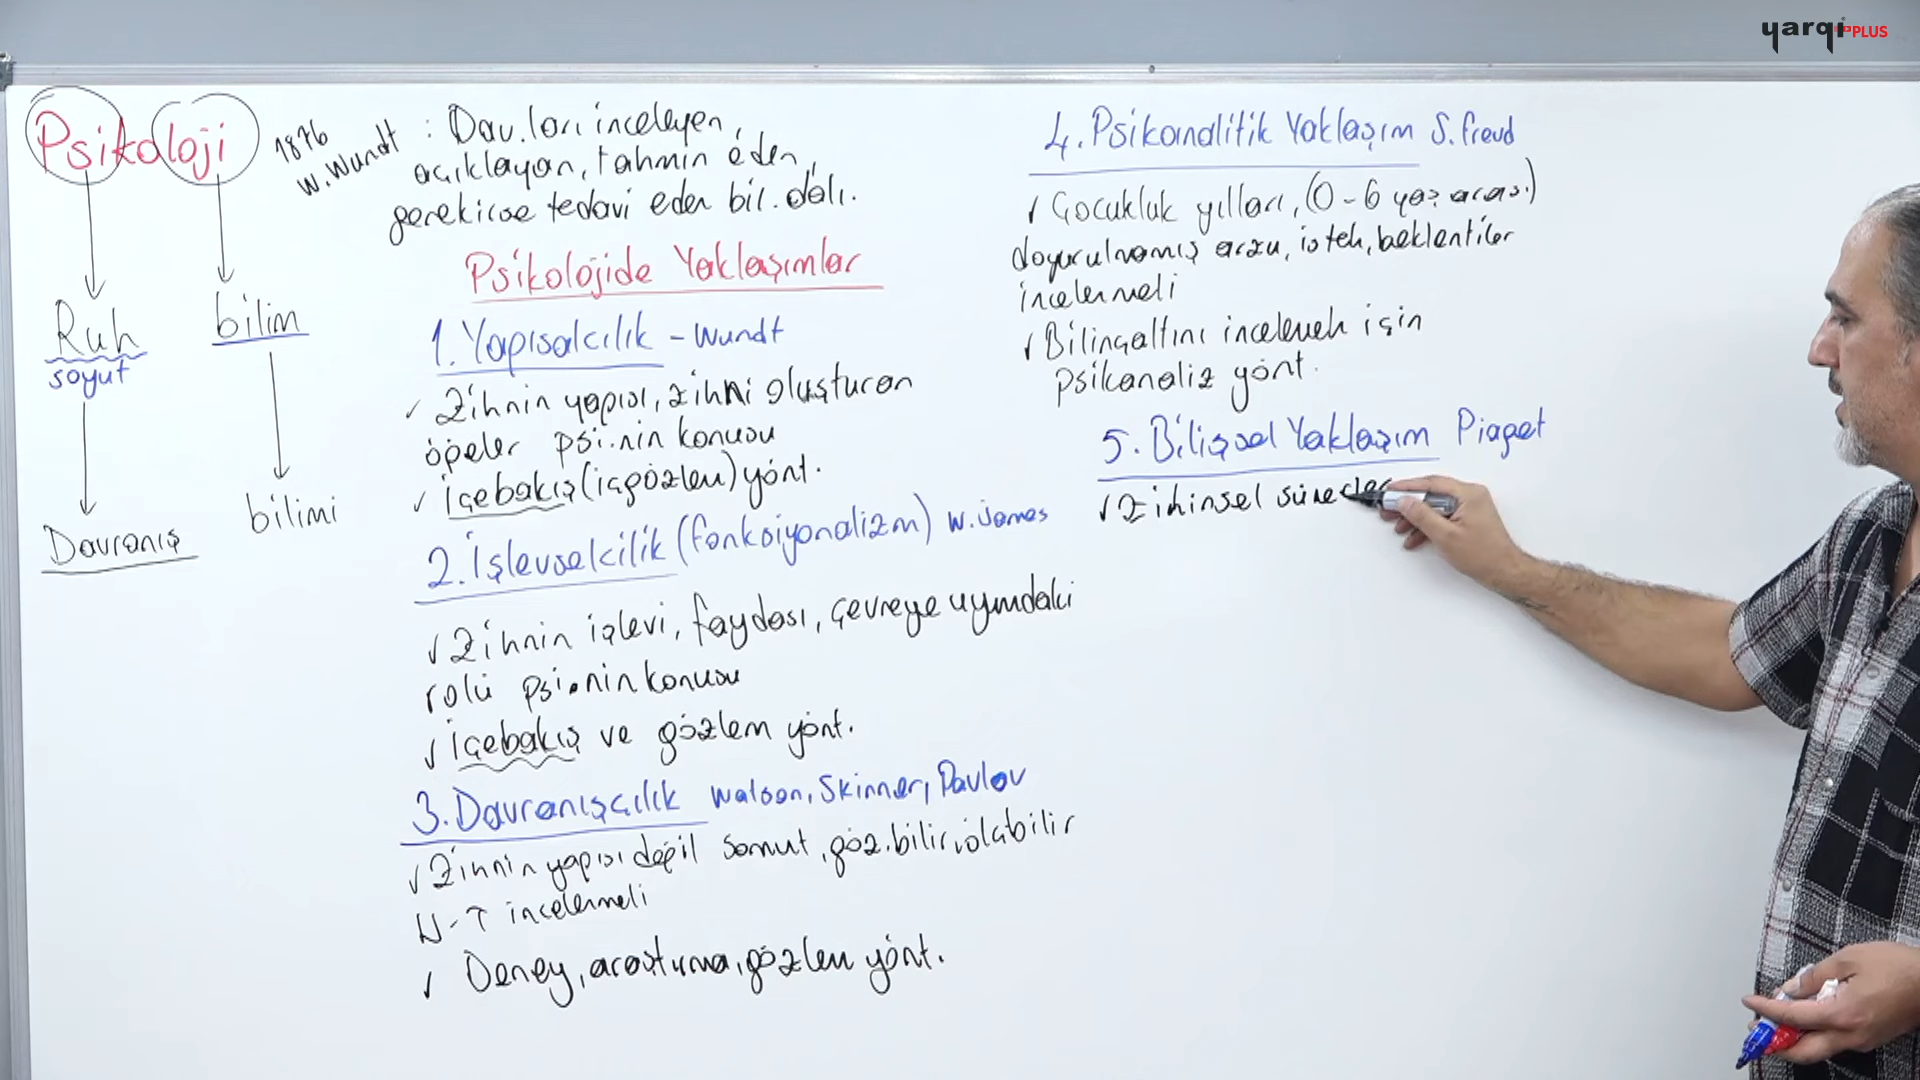 yarqı PLUS
Psikoloji
1876
W. Wundt
: Dav.ları inceleyen,
açıklayan, tahmin eden,
gerekirse tedavi eden bil. dalı.
Ruh
soyut
bilim
Davranış
bilimi
Psikolojide Yaklaşımlar
1. Yapısalcılık - Wundt
✓ Zihnin yapısı, zihni oluşturan
öğeler psi.nin konusu
✓ İçebakış (içgözlem) yönt.
2. İşlevselcilik (fonksiyonalizm) W. James
✓ Zihnin işlevi, faydası, çevreye uyumdaki
rolü psi.nin konusu
✓ İçebakış ve gözlem yönt.
3. Davranışçılık Watson, Skinner, Pavlov
✓ Zihnin yapısı değil somut, göz.bilir, ölçbilir
U-T incelenmeli
✓ Deney, araştırma, gözlem yönt.
4. Psikanalitik Yaklaşım S. Freud
✓ Çocukluk yılları, (0-6 yaş arası)
doyurulmamış arzu, istek, beklentiler
incelenmeli
✓ Bilinçaltını incelemek için
psikanaliz yönt.
5. Bilişsel Yaklaşım Piaget
✓ Zihinsel süreçler